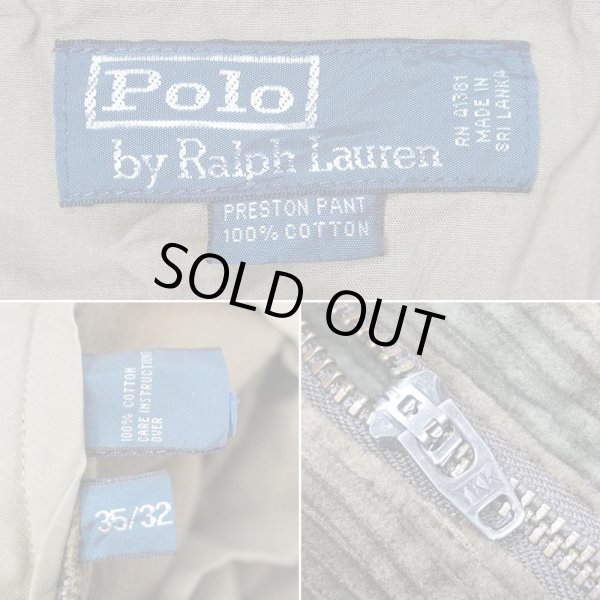 Polo
by Ralph Lauren
RN 41381
MADE IN
SRI LANKA
PRESTON PANT
100% COTTON
SOLD OUT
100% COTTON
CARE INSTRUCTIONS
OVER
35/32
YKK